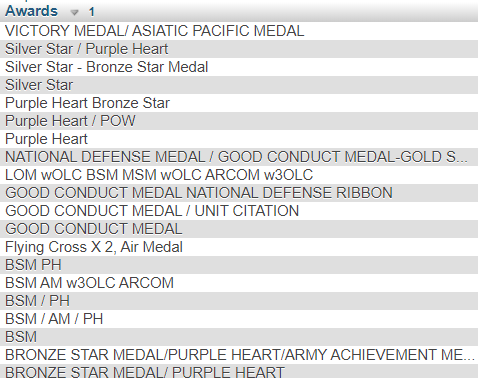 Awards 1
VICTORY MEDAL/ ASIATIC PACIFIC MEDAL
Silver Star / Purple Heart
Silver Star - Bronze Star Medal
Silver Star
Purple Heart Bronze Star
Purple Heart / POW
Purple Heart
NATIONAL DEFENSE MEDAL / GOOD CONDUCT MEDAL-GOLD S...
LOM wOLC BSM MSM wOLC ARCOM w3OLC
GOOD CONDUCT MEDAL NATIONAL DEFENSE RIBBON
GOOD CONDUCT MEDAL / UNIT CITATION
GOOD CONDUCT MEDAL
Flying Cross X 2, Air Medal
BSM PH
BSM AM w3OLC ARCOM
BSM / PH
BSM / AM / PH
BSM
BRONZE STAR MEDAL/PURPLE HEART/ARMY ACHIEVEMENT ME...
BRONZE STAR MEDAL/ PURPLE HEART